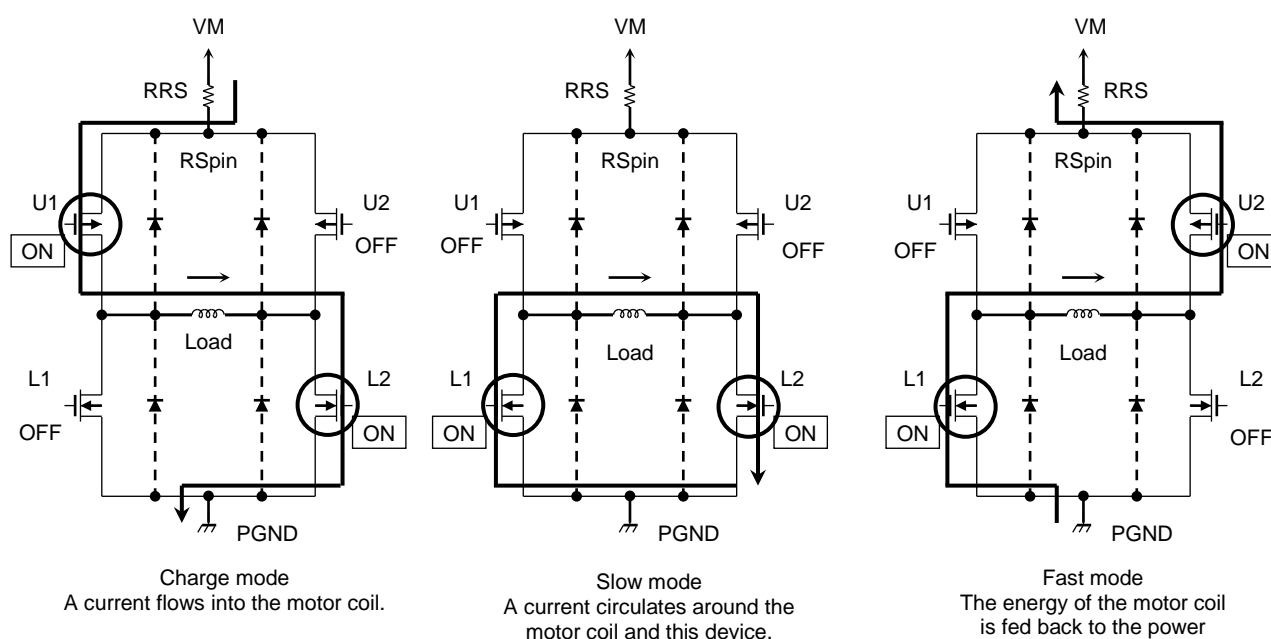 VM
RRS
RSpin
U1
ON
U2
OFF
Load
L1
OFF
L2
ON
PGND
Charge mode
A current flows into the motor coil.
VM
RRS
RSpin
U1
OFF
U2
OFF
Load
L1
ON
L2
ON
PGND
Slow mode
A current circulates around the
motor coil and this device.
VM
RRS
RSpin
U1
OFF
U2
ON
Load
L1
ON
L2
OFF
PGND
Fast mode
The energy of the motor coil
is fed back to the power